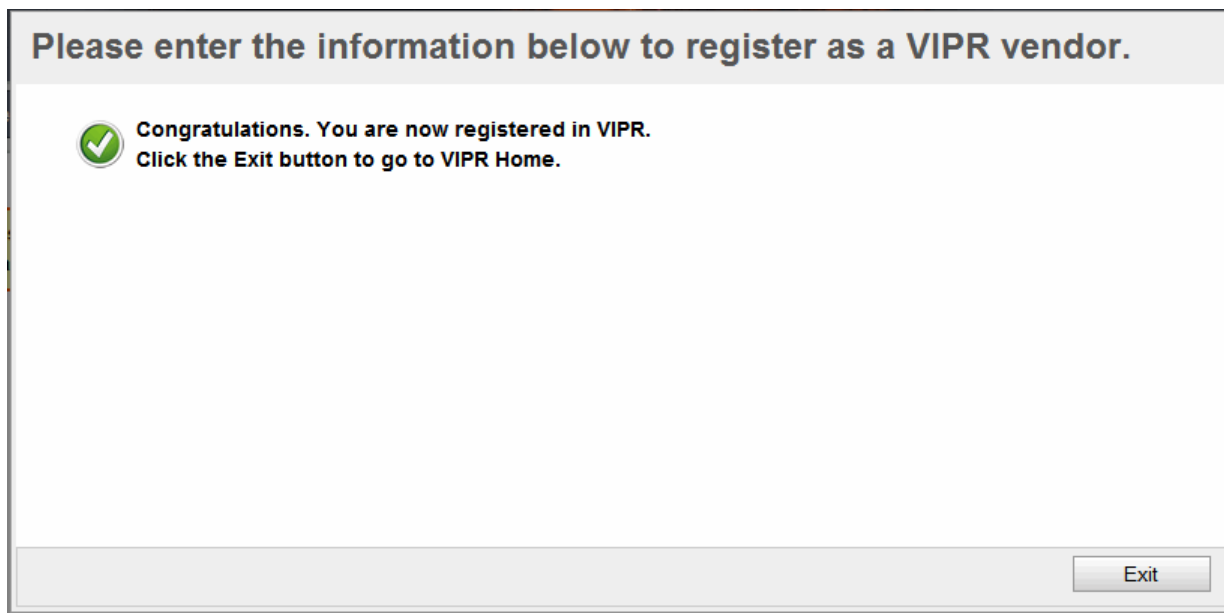 Please enter the information below to register as a VIPR vendor.
Congratulations. You are now registered in VIPR.
Click the Exit button to go to VIPR Home.
Exit